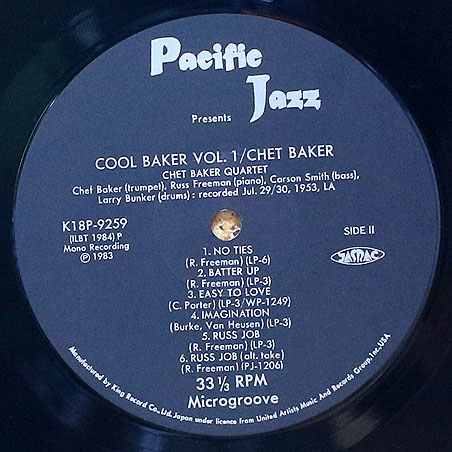 Pacific
Jazz
Presents
COOL BAKER VOL. 1/CHET BAKER
CHET BAKER QUARTET
Chet Baker (trumpet), Russ Freeman (piano), Carson Smith (bass),
Larry Bunker (drums) : recorded Jul. 29/30, 1953, LA
K18P-9259
(ILBT 1984) P
Mono Recording
Ⓟ 1983
SIDE II
JASRAC
1. NO TIES
(R. Freeman) (LP-6)
2. BATTER UP
(R. Freeman) (LP-3)
3. EASY TO LOVE
(C. Porter) (LP-3/WP-1249)
4. IMAGINATION
(Burke, Van Heusen) (LP-3)
5. RUSS JOB
(R. Freeman) (LP-3)
6. RUSS JOB (alt. take)
(R. Freeman) (PJ-1206)
33 1/3 RPM
Microgroove
Manufactured by King Record Co., Ltd. Japan under licence from United Artists Music And Records Group, Inc. USA